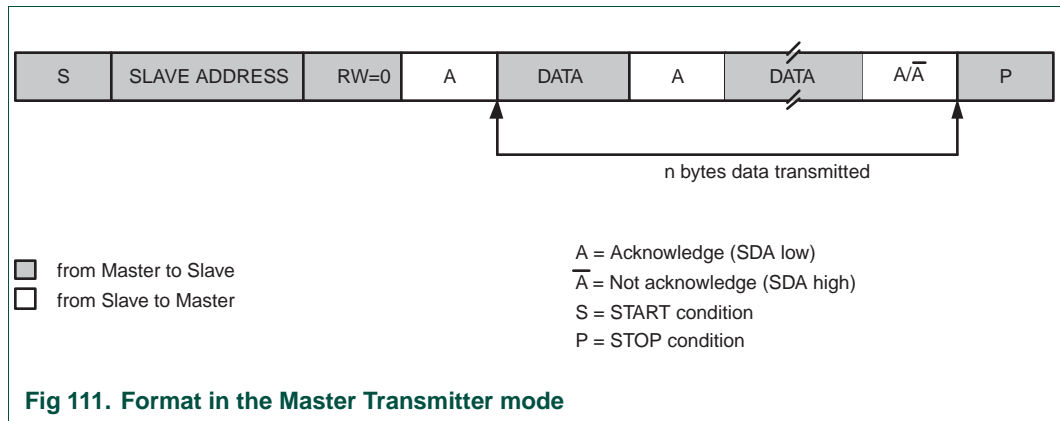 S SLAVE ADDRESS RW=0 A DATA A DATA A/A̅ P
n bytes data transmitted
from Master to Slave
from Slave to Master
A = Acknowledge (SDA low)
A̅ = Not acknowledge (SDA high)
S = START condition
P = STOP condition
Fig 111. Format in the Master Transmitter mode